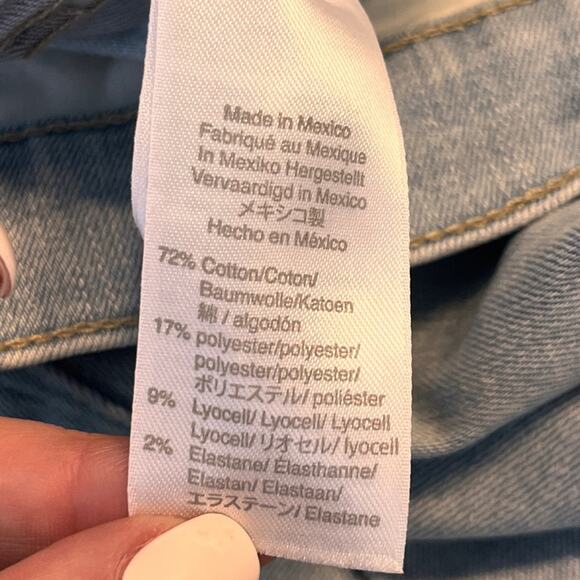 Made in Mexico
Fabriqué au Mexique
In Mexiko Hergestellt
Vervaardigd in Mexico
メキシコ製
Hecho en México
72% Cotton/Coton/
Baumwolle/Katoen
綿 / algodón
17% polyester/polyester/
polyester/polyester/
ポリエステル/ poliéster
9% Lyocell/ Lyocell/ Lyocell
Lyocell/ リオセル/ lyocell
2% Elastane/ Élasthanne/
Elastan/ Elastaan/
エラステーン/ Elastane